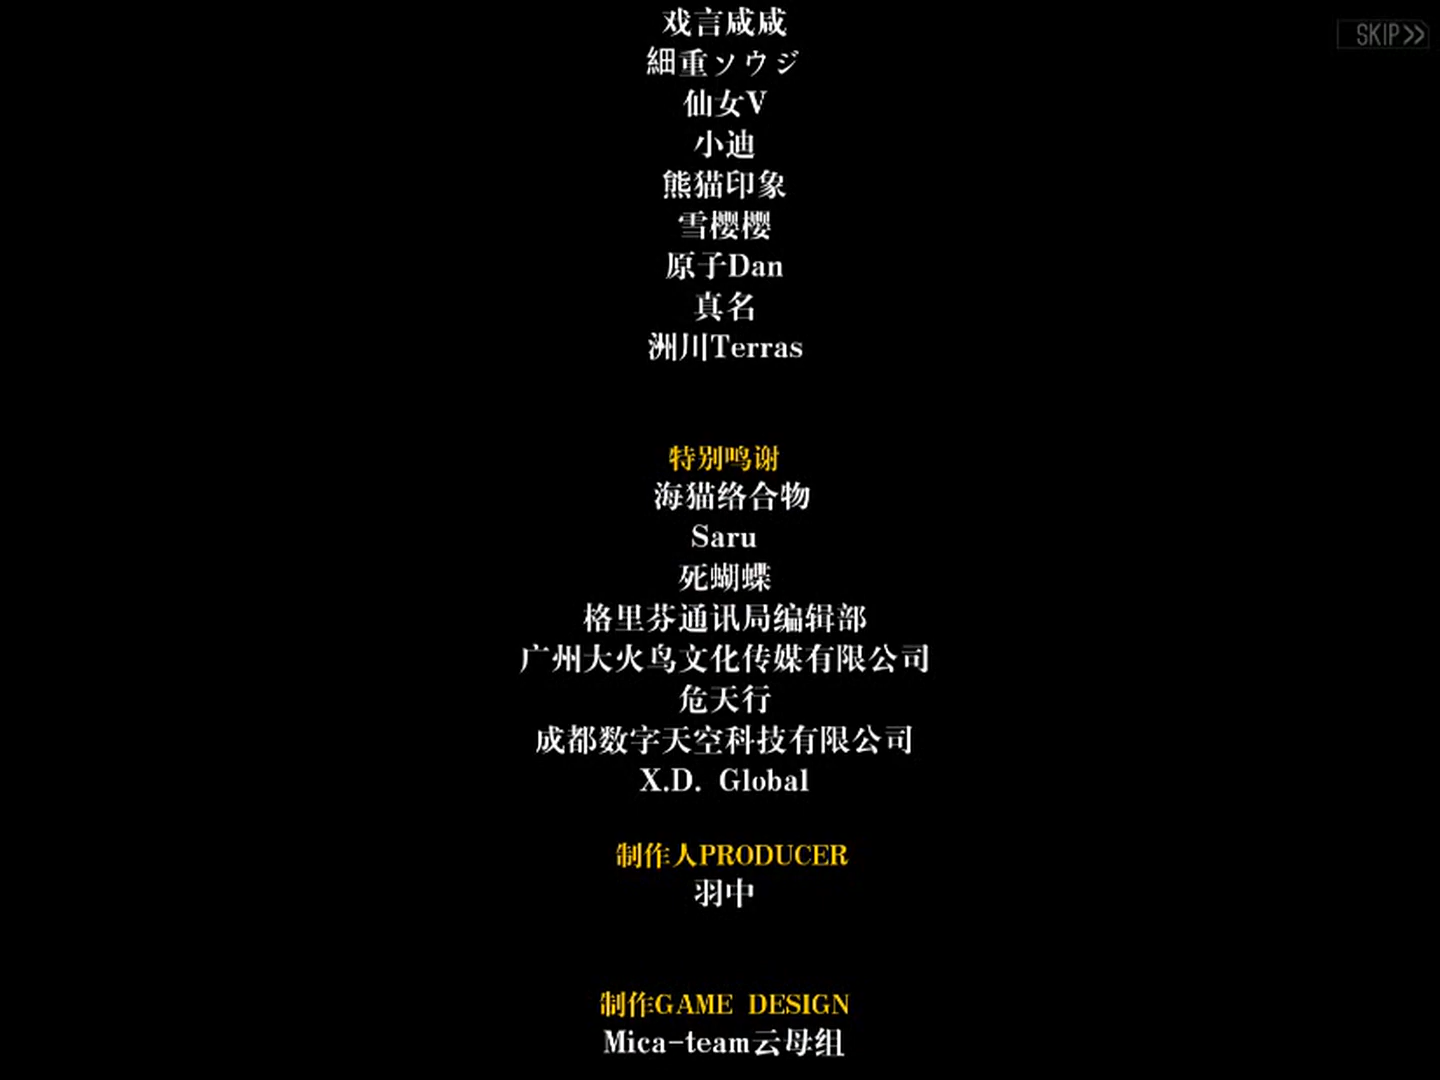 戏言咸咸
SKIP
細重ソウジ
仙女V
小迪
熊猫印象
雪樱樱
原子Dan
真名
洲川Terras
特别鸣谢
海猫络合物
Saru
死蝴蝶
格里芬通讯局编辑部
广州大火鸟文化传媒有限公司
危天行
成都数字天空科技有限公司
X.D. Global
制作人PRODUCER
羽中
制作GAME DESIGN
Mica-team云母组